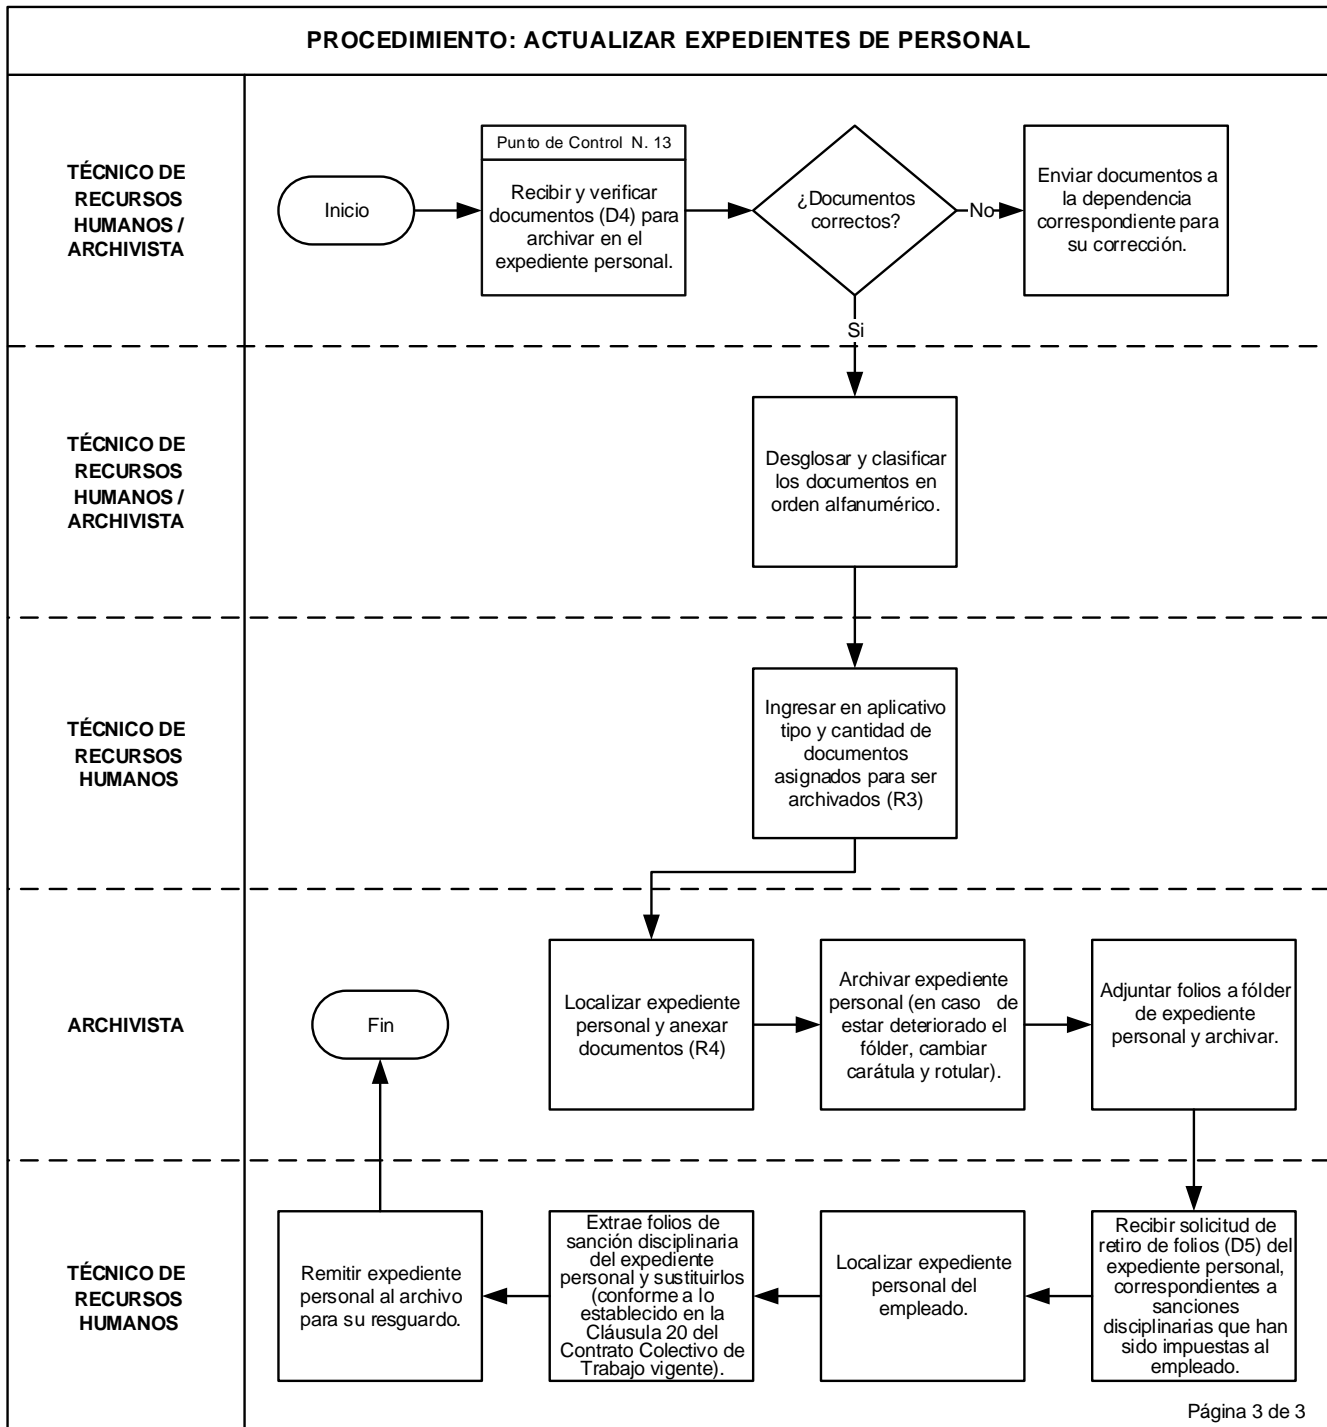 PROCEDIMIENTO: ACTUALIZAR EXPEDIENTES DE PERSONAL
TÉCNICO DE
RECURSOS
HUMANOS /
ARCHIVISTA
Inicio
Punto de Control N. 13
Recibir y verificar
documentos (D4) para
archivar en el
expediente personal.
¿Documentos
correctos?
No
Enviar documentos a
la dependencia
correspondiente para
su corrección.
Si
TÉCNICO DE
RECURSOS
HUMANOS /
ARCHIVISTA
Desglosar y clasificar
los documentos en
orden alfanumérico.
TÉCNICO DE
RECURSOS
HUMANOS
Ingresar en aplicativo
tipo y cantidad de
documentos
asignados para ser
archivados (R3)
ARCHIVISTA
Fin
Localizar expediente
personal y anexar
documentos (R4)
Archivar expediente
personal (en caso de
estar deteriorado el
fólder, cambiar
carátula y rotular).
Adjuntar folios a fólder
de expediente
personal y archivar.
TÉCNICO DE
RECURSOS
HUMANOS
Remitir expediente
personal al archivo
para su resguardo.
Extrae folios de
sanción disciplinaria
del expediente
personal y sustituirlos
(conforme a lo
establecido en la
Cláusula 20 del
Contrato Colectivo de
Trabajo vigente).
Localizar expediente
personal del
empleado.
Recibir solicitud de
retiro de folios (D5) del
expediente personal,
correspondientes a
sanciones
disciplinarias que han
sido impuestas al
empleado.
Página 3 de 3